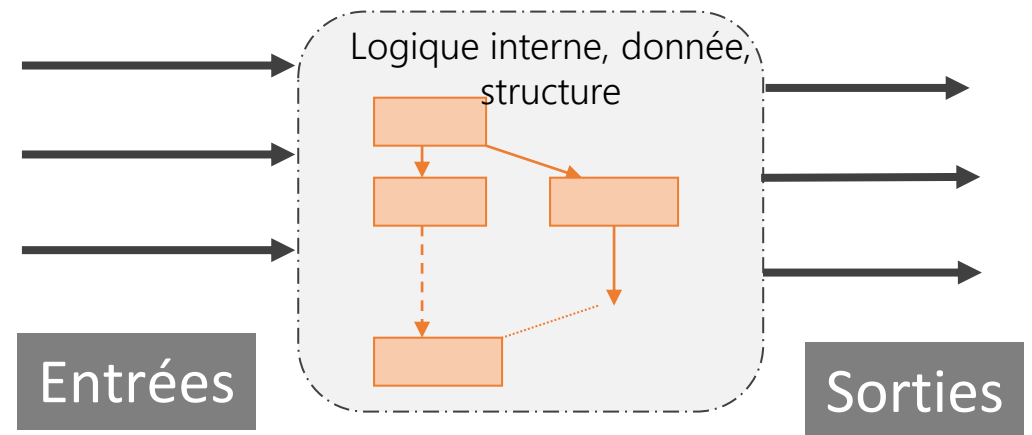 Logique interne, donnée,
structure
Entrées
Sorties